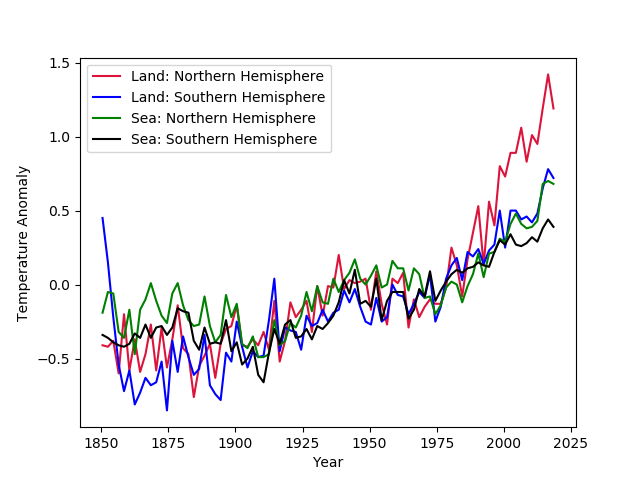 Land: Northern Hemisphere
Land: Southern Hemisphere
Sea: Northern Hemisphere
Sea: Southern Hemisphere
Temperature Anomaly
1.5
1.0
0.5
0.0
−0.5
1850 1875 1900 1925 1950 1975 2000 2025
Year